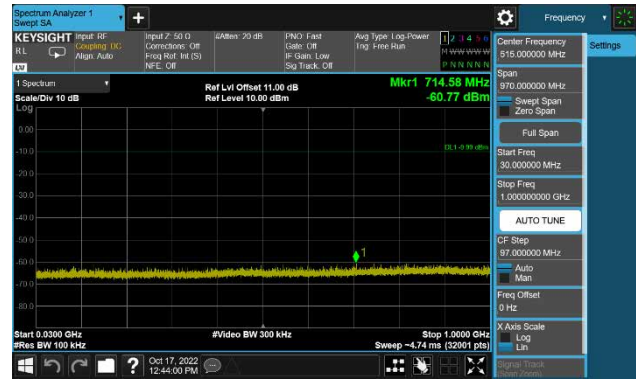 Spectrum Analyzer 1
Swept SA
+
Frequency
KEYSIGHT
RL
Input: RF
Coupling: DC
Align: Auto
Input Z: 50 Ω
Corrections: Off
Freq Ref: Int (S)
NFE: Off
#Atten: 20 dB
PNO: Fast
Gate: Off
IF Gain: Low
Sig Track: Off
Avg Type: Log-Power
Trig: Free Run
1 2 3 4 5 6
M W W W W W
P N N N N N
LXI
1 Spectrum
Scale/Div 10 dB
Log
Ref Lvl Offset 11.00 dB
Ref Level 10.00 dBm
Mkr1 714.58 MHz
-60.77 dBm
0.00
-10.0
-20.0
-30.0
-40.0
-50.0
-60.0
-70.0
-80.0
1
Start 0.0300 GHz
#Res BW 100 kHz
#Video BW 300 kHz
Stop 1.0000 GHz
Sweep ~4.74 ms (32001 pts)
?
Oct 17, 2022
12:44:00 PM
Center Frequency
515.000000 MHz
Settings
Span
970.000000 MHz
Swept Span
Zero Span
Full Span
Start Freq
30.000000 MHz
Stop Freq
1.000000000 GHz
AUTO TUNE
CF Step
97.000000 MHz
Auto
Man
Freq Offset
0 Hz
X Axis Scale
Log
Lin
Signal Track
(Span Zoom)